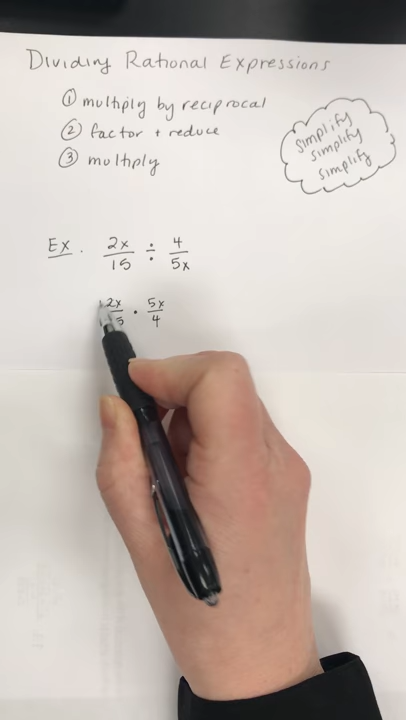 Dividing Rational Expressions
① multiply by reciprocal
② factor + reduce
③ multiply
simplify
simplify
simplify
Ex. 2x/15 ÷ 4/5x
2x/ · 5x/4